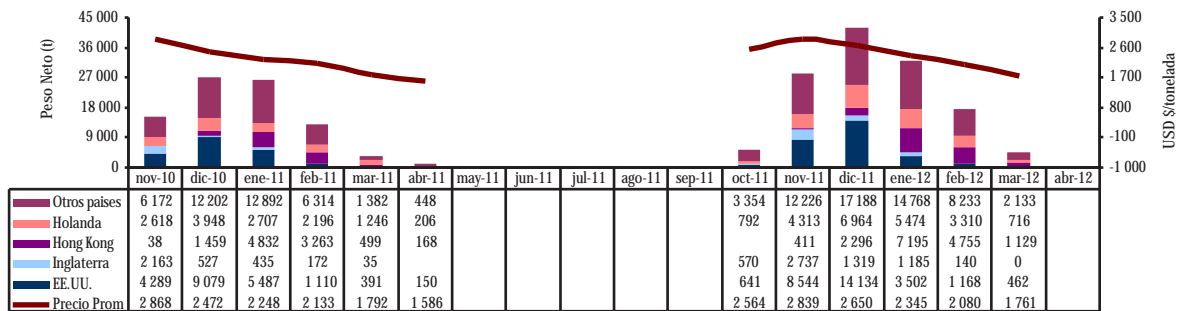 45 000
36 000
27 000
18 000
9 000
0
Peso Neto (t)
3 500
2 600
1 700
800
-100
-1 000
USD $/tonelada
nov-10 dic-10 ene-11 feb-11 mar-11 abr-11 may-11 jun-11 jul-11 ago-11 sep-11 oct-11 nov-11 dic-11 ene-12 feb-12 mar-12 abr-12
Otros paises 6 172 12 202 12 892 6 314 1 382 448 3 354 12 226 17 188 14 768 8 233 2 133
Holanda 2 618 3 948 2 707 2 196 1 246 206 792 4 313 6 964 5 474 3 310 716
Hong Kong 38 1 459 4 832 3 263 499 168 411 2 296 7 195 4 755 1 129
Inglaterra 2 163 527 435 172 35 570 2 737 1 319 1 185 140 0
EE.UU. 4 289 9 079 5 487 1 110 391 150 641 8 544 14 134 3 502 1 168 462
Precio Prom 2 868 2 472 2 248 2 133 1 792 1 586 2 564 2 839 2 650 2 345 2 080 1 761